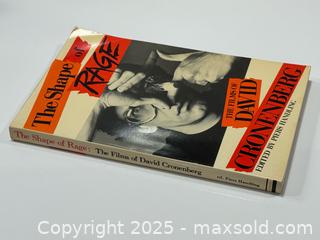 The Shape
of
RAGE
THE FILMS OF
DAVID
CRONENBERG
EDITED BY PIERS HANDLING
The Shape of Rage: The Films of David Cronenberg
ed. Piers Handling
Copyright 2025 - maxsold.com